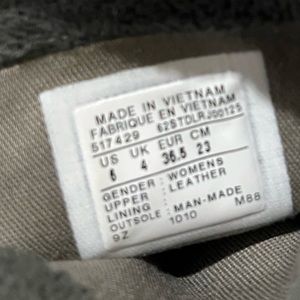 MADE IN VIETNAM
FABRIQUE EN VIETNAM
517429 62STDLRJ00125
US UK EUR CM
6 4 36.5 23
GENDER : WOMENS
UPPER : LEATHER
LINING :
OUTSOLE : MAN-MADE
9Z 1010 M88